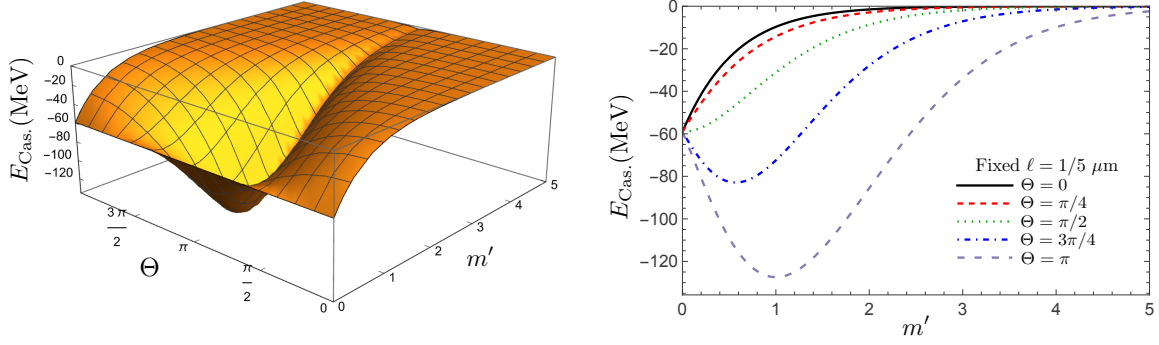 E_Cas.(MeV)
0
−20
−40
−60
−80
−100
−120
3π/2
π
π/2
0
Θ
0
1
2
3
4
5
m′
E_Cas.(MeV)
0
−20
−40
−60
−80
−100
−120
0
1
2
3
4
5
m′
Fixed ℓ = 1/5 μm
Θ = 0
Θ = π/4
Θ = π/2
Θ = 3π/4
Θ = π